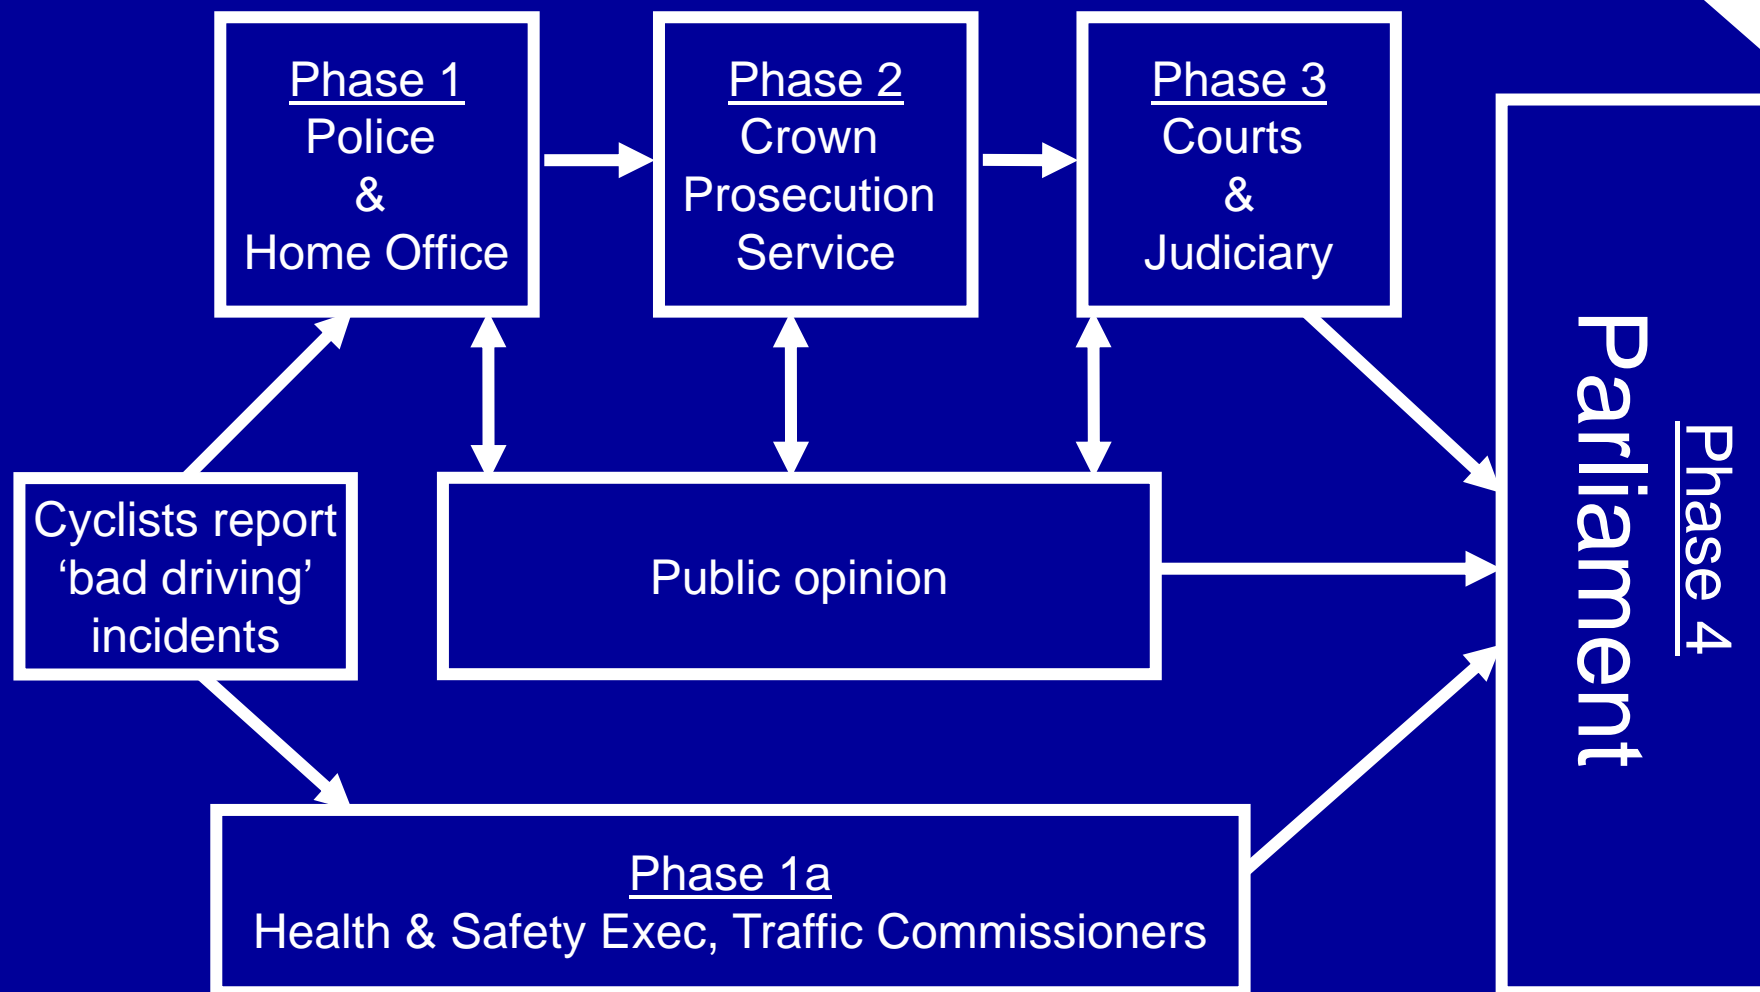 Phase 1
Police
&
Home Office
Phase 2
Crown
Prosecution
Service
Phase 3
Courts
&
Judiciary
Cyclists report
‘bad driving’
incidents
Public opinion
Phase 4
Parliament
Phase 1a
Health & Safety Exec, Traffic Commissioners